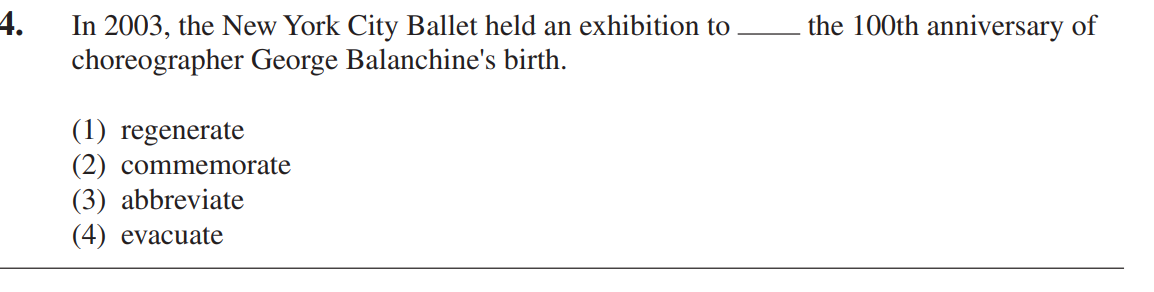 4. In 2003, the New York City Ballet held an exhibition to ____ the 100th anniversary of
choreographer George Balanchine's birth.
(1) regenerate
(2) commemorate
(3) abbreviate
(4) evacuate